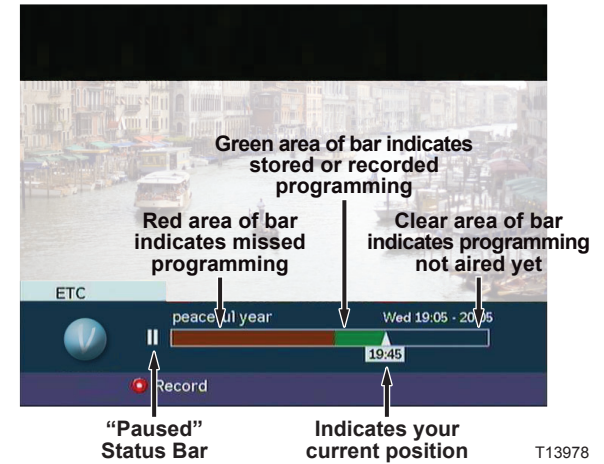 Green area of bar indicates
stored or recorded
programming
Red area of bar
indicates missed
programming
Clear area of bar
indicates programming
not aired yet
ETC
peaceful year
Wed 19:05 - 20:05
19:45
Record
"Paused"
Status Bar
Indicates your
current position
T13978